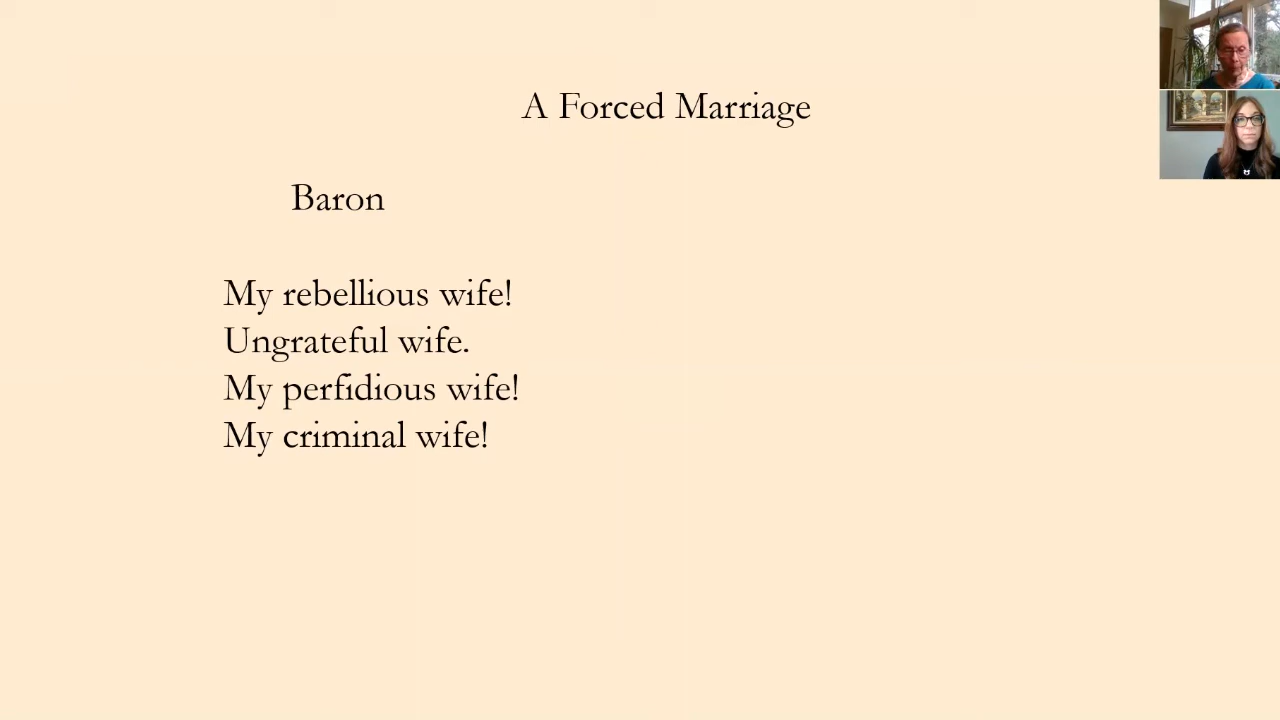 A Forced Marriage
Baron
My rebellious wife!
Ungrateful wife.
My perfidious wife!
My criminal wife!